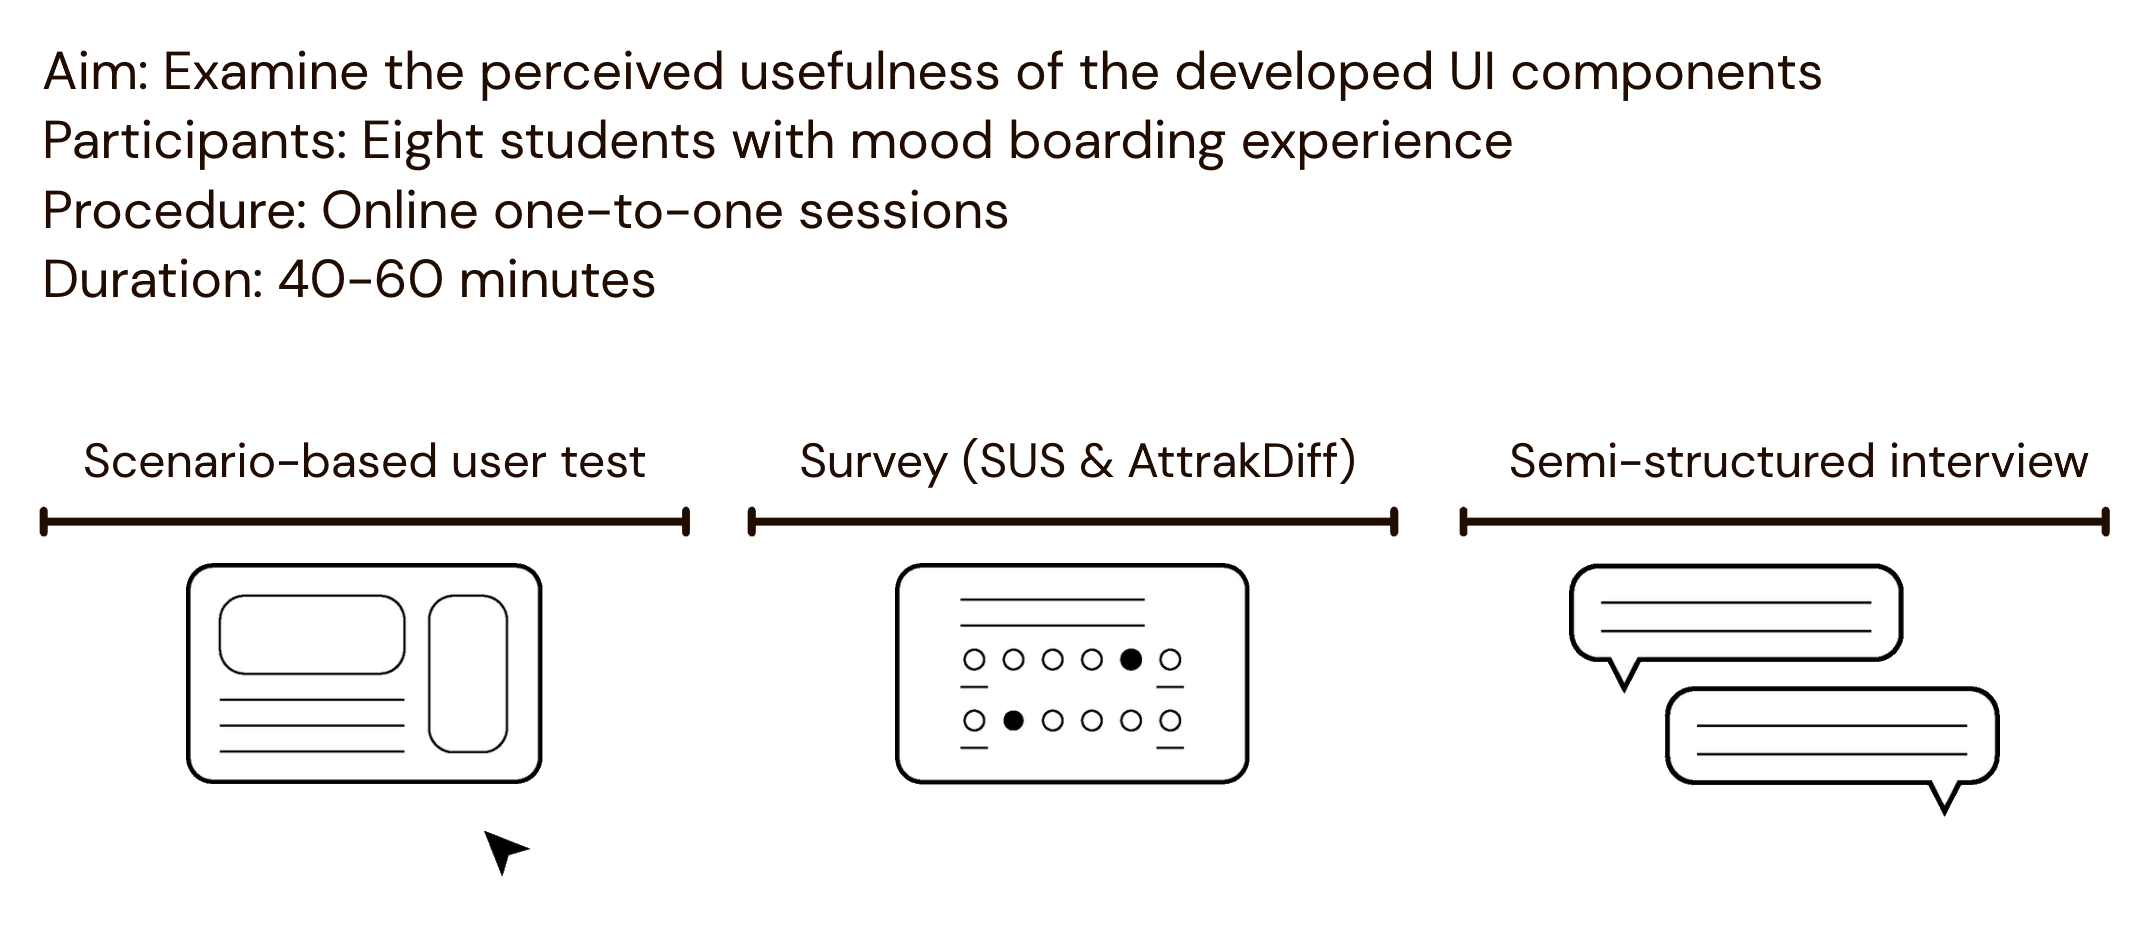 Aim: Examine the perceived usefulness of the developed UI components
Participants: Eight students with mood boarding experience
Procedure: Online one-to-one sessions
Duration: 40-60 minutes
Scenario-based user test
Survey (SUS & AttrakDiff)
Semi-structured interview